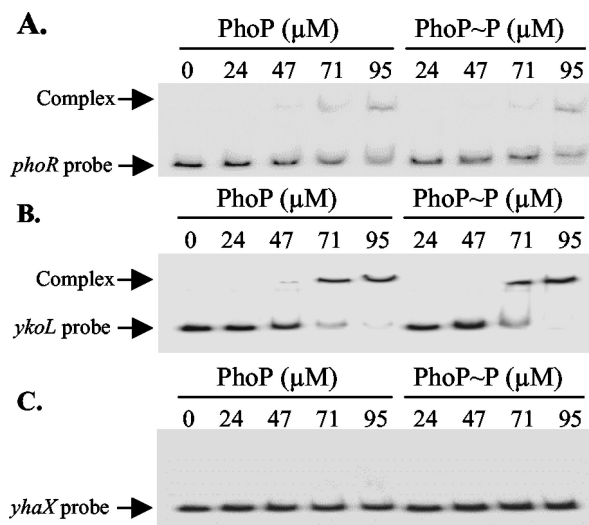 A.
PhoP (µM) PhoP~P (µM)
0 24 47 71 95 24 47 71 95
Complex
phoR probe
B.
PhoP (µM) PhoP~P (µM)
0 24 47 71 95 24 47 71 95
Complex
ykoL probe
C.
PhoP (µM) PhoP~P (µM)
0 24 47 71 95 24 47 71 95
yhaX probe